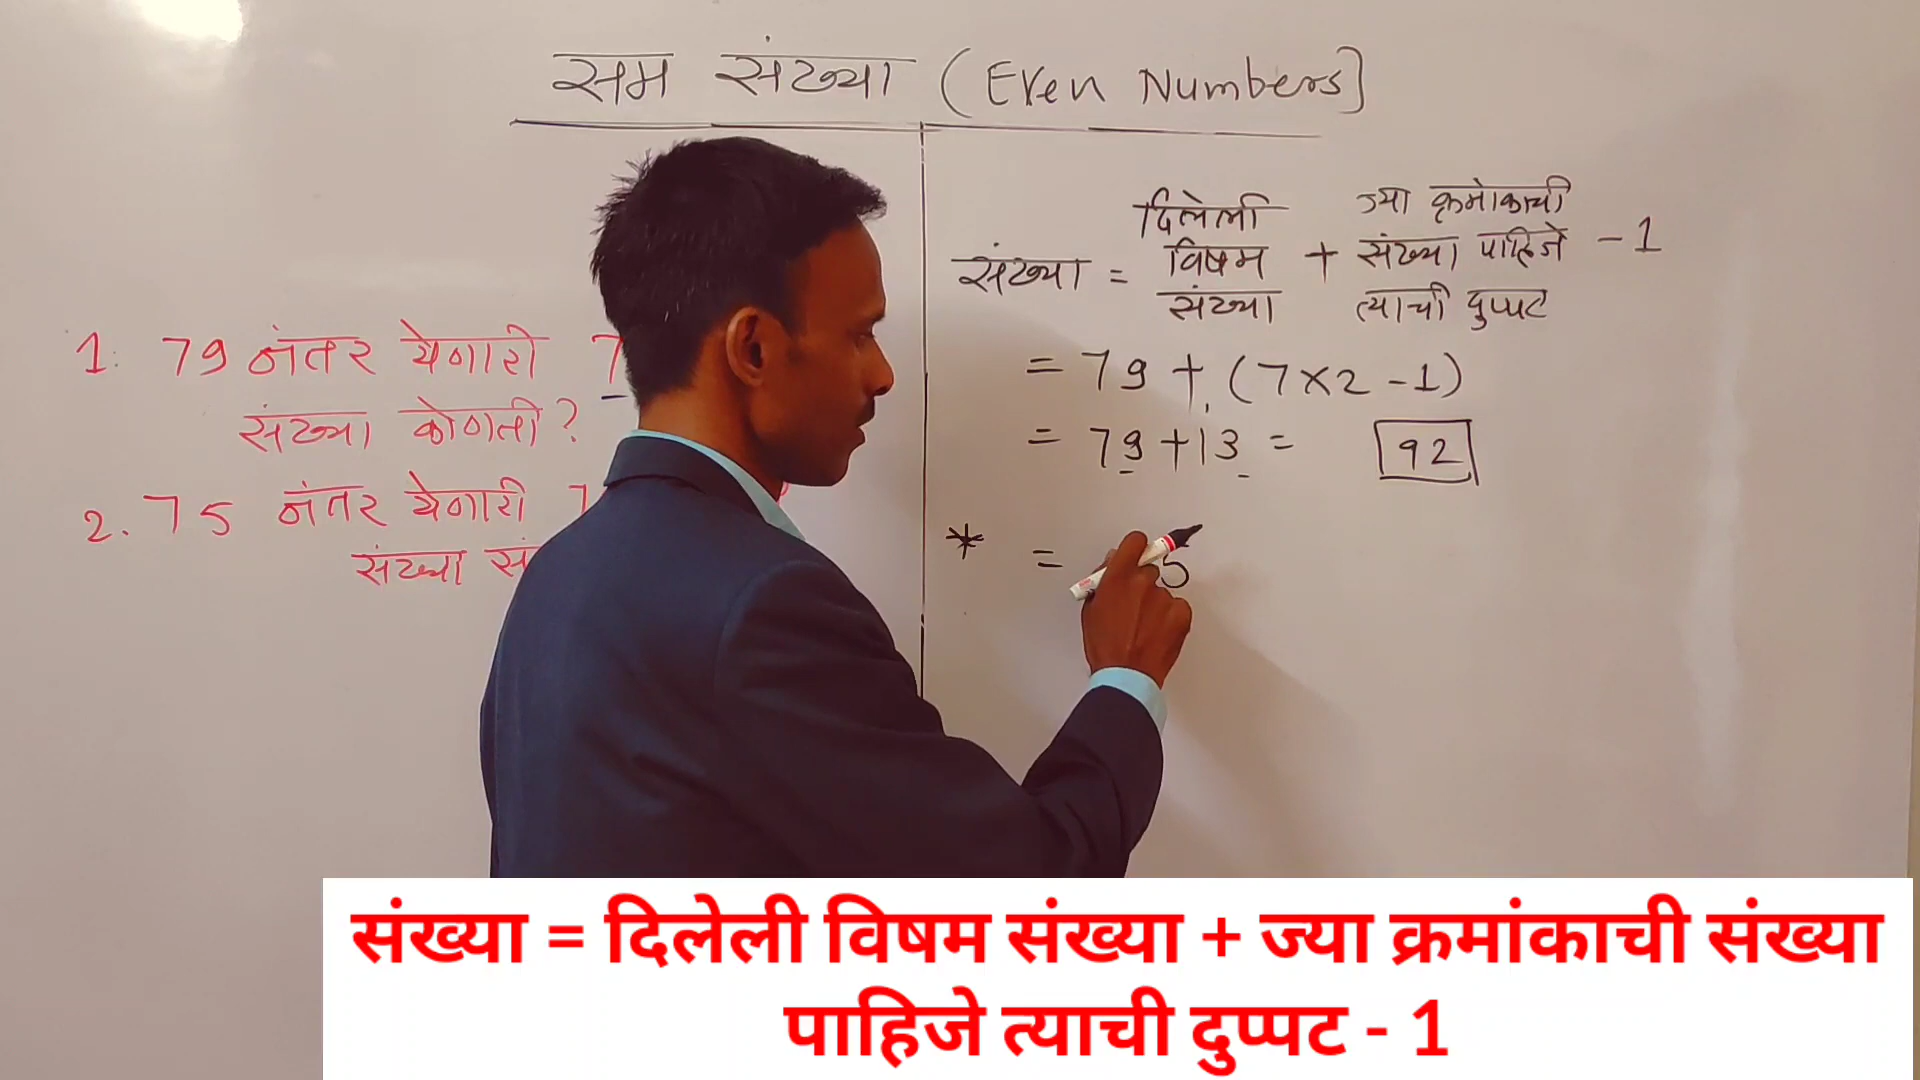 सम संख्या (Even Numbers)
1. 79 नंतर येणारी 7
संख्या कोणती?
2. 75 नंतर येणारी
संख्या
दिलेली ज्या क्रमांकाची
संख्या = विषम + संख्या पाहिजे - 1
संख्या त्याची दुप्पट
= 79 + (7×2 -1)
= 79 + 13 = 92
* = 5
संख्या = दिलेली विषम संख्या + ज्या क्रमांकाची संख्या
पाहिजे त्याची दुप्पट - 1